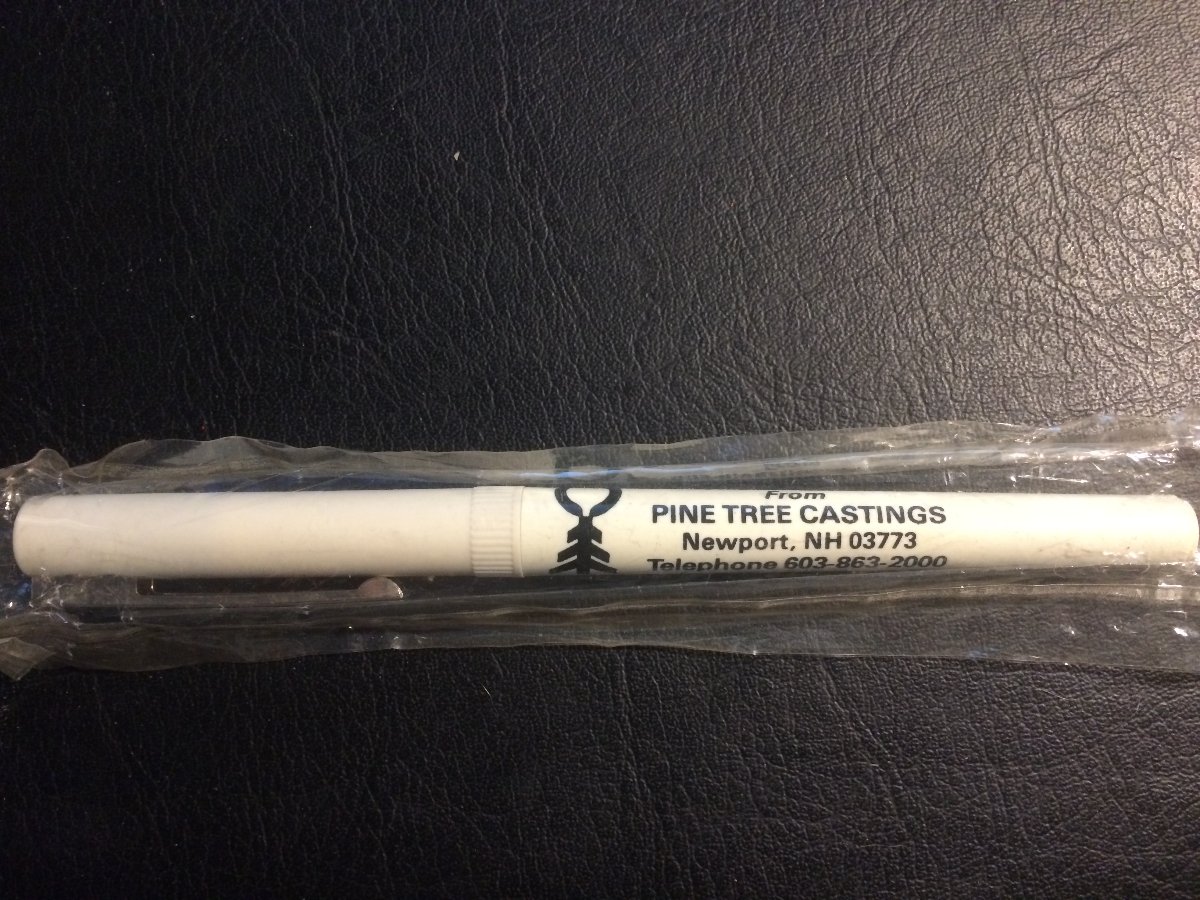 From
PINE TREE CASTINGS
Newport, NH 03773
Telephone 603-863-2000